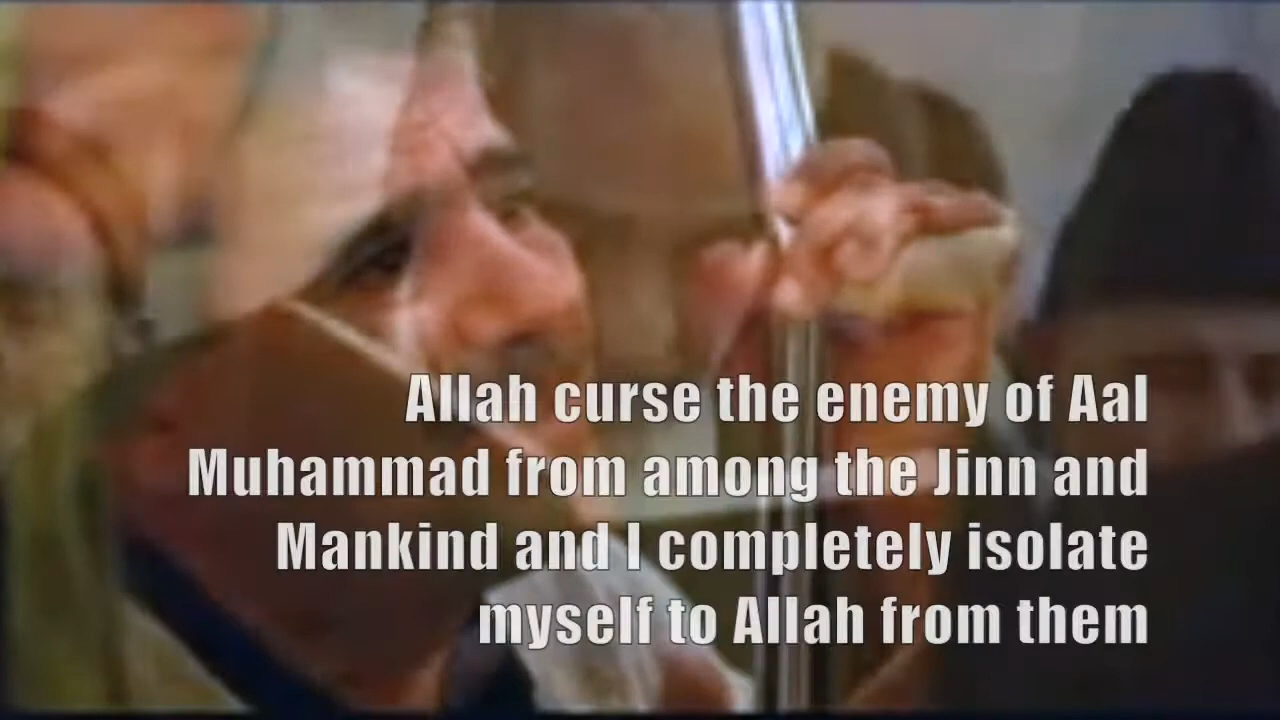 Allah curse the enemy of Aal
Muhammad from among the Jinn and
Mankind and I completely isolate
myself to Allah from them